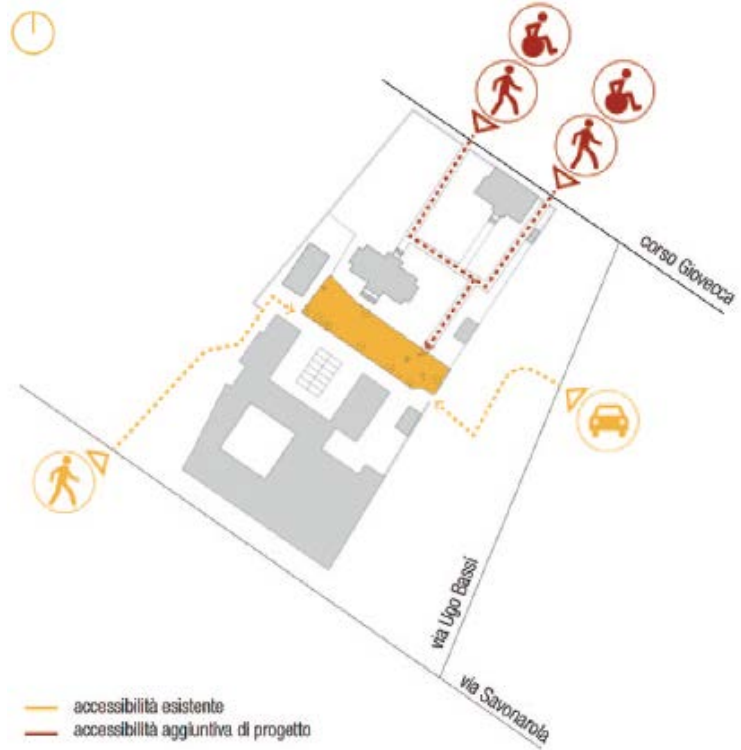 corso Giovecca
via Ugo Bassi
via Savonarola
accessibilità esistente
accessibilità aggiuntiva di progetto